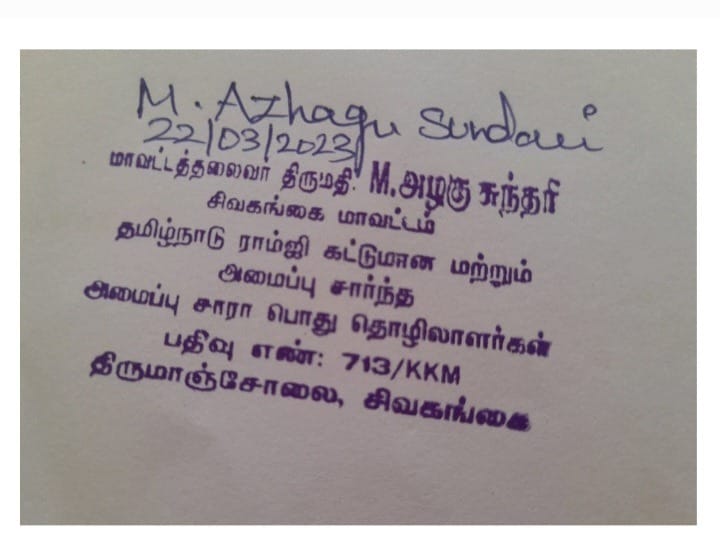 M. Azhagu Sundari
22/03/2023
மாவட்டத்தலைவர் திருமதி. M.அழகு சுந்தரி
சிவகங்கை மாவட்டம்
தமிழ்நாடு ராம்ஜி கட்டுமான மற்றும்
அமைப்பு சார்ந்த
அமைப்பு சாரா பொது தொழிலாளர்கள்
பதிவு எண்: 713/KKM
திருமாஞ்சோலை, சிவகங்கை